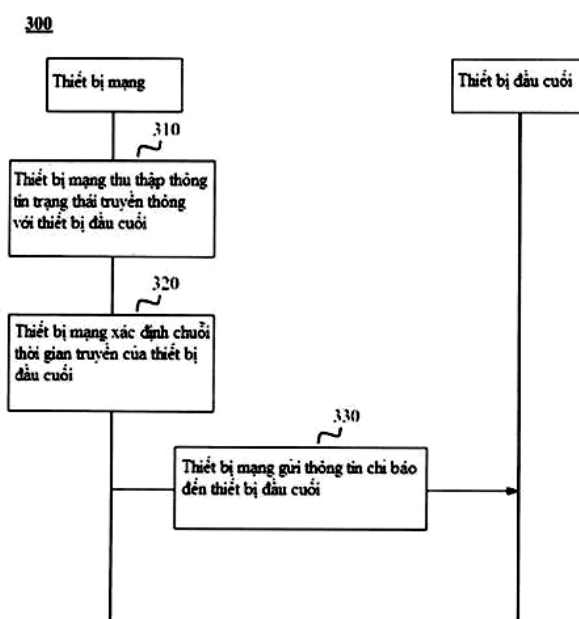 300
Thiết bị mạng
Thiết bị đầu cuối
310
Thiết bị mạng thu thập thông
tin trạng thái truyền thông
với thiết bị đầu cuối
320
Thiết bị mạng xác định chuỗi
thời gian truyền của thiết bị
đầu cuối
330
Thiết bị mạng gửi thông tin chỉ báo
đến thiết bị đầu cuối